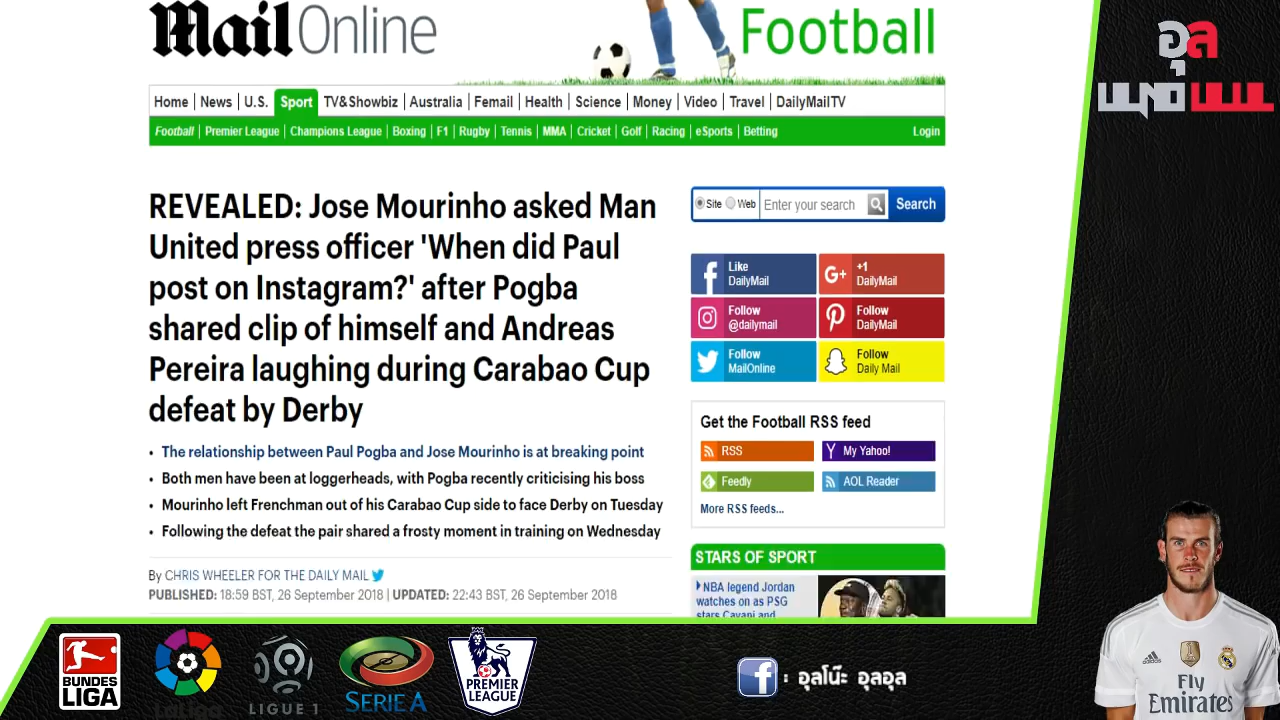 Mail Online
Football
Home | News | U.S. | Sport | TV&Showbiz | Australia | Femail | Health | Science | Money | Video | Travel | DailyMailTV
Football | Premier League | Champions League | Boxing | F1 | Rugby | Tennis | MMA | Cricket | Golf | Racing | eSports | Betting
Login
REVEALED: Jose Mourinho asked Man
United press officer 'When did Paul
post on Instagram?' after Pogba
shared clip of himself and Andreas
Pereira laughing during Carabao Cup
defeat by Derby
• The relationship between Paul Pogba and Jose Mourinho is at breaking point
• Both men have been at loggerheads, with Pogba recently criticising his boss
• Mourinho left Frenchman out of his Carabao Cup side to face Derby on Tuesday
• Following the defeat the pair shared a frosty moment in training on Wednesday
By CHRIS WHEELER FOR THE DAILY MAIL
PUBLISHED: 18:59 BST, 26 September 2018 | UPDATED: 22:43 BST, 26 September 2018
Site Web Enter your search Search
Like
DailyMail
+1
DailyMail
Follow
@dailymail
Follow
DailyMail
Follow
MailOnline
Follow
Daily Mail
Get the Football RSS feed
RSS
My Yahoo!
Feedly
AOL Reader
More RSS feeds...
STARS OF SPORT
NBA legend Jordan
watches on as PSG
stars Cavani and
อุล
BUNDES
LIGA
LaLiga
LIGUE 1
SERIE A
PREMIER
LEAGUE
: อุลโน๊ะ อุลอุล
adidas
Fly
Emirates